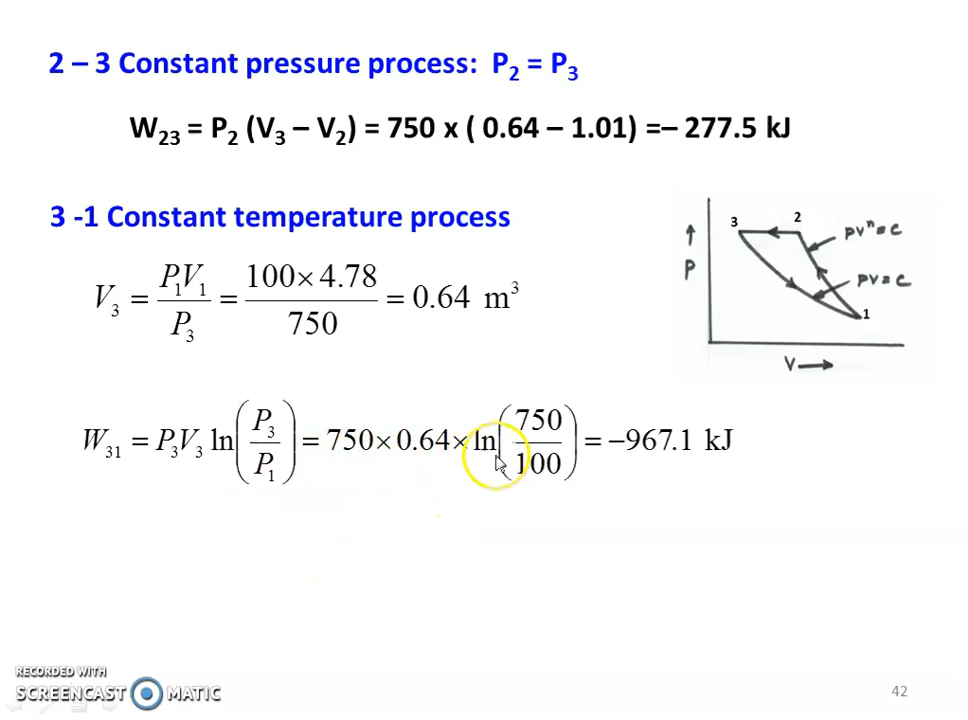 2 – 3 Constant pressure process: P₂ = P₃
W₂₃ = P₂ (V₃ – V₂) = 750 x ( 0.64 – 1.01) =– 277.5 kJ
3 -1 Constant temperature process
V₃ = P₁V₁ / P₃ = 100 × 4.78 / 750 = 0.64 m³
3
2
pvⁿ = c
↑
P
pv = c
1
V →
W₃₁ = P₃V₃ ln(P₃ / P₁) = 750 × 0.64 × ln(750 / 100) = −967.1 kJ
RECORDED WITH
SCREENCAST MATIC
42